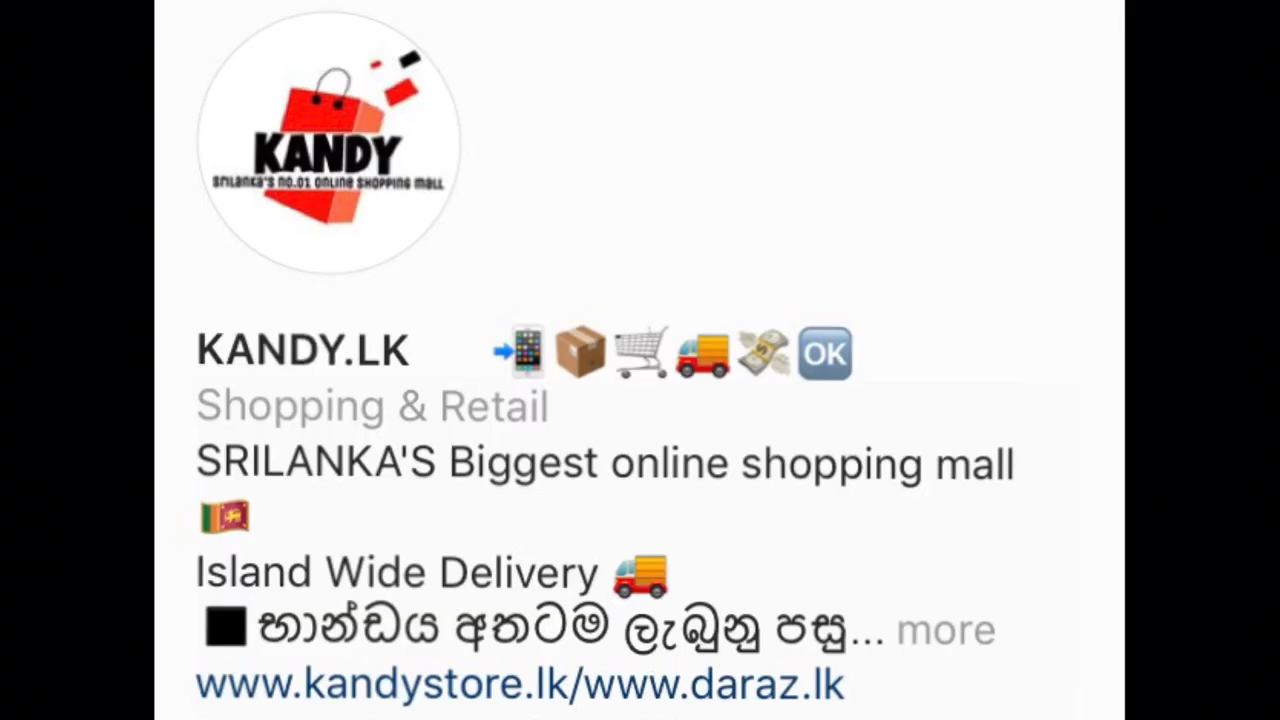 KANDY
SRILANKA'S NO.01 ONLINE SHOPPING MALL
KANDY.LK 📲📦🛒🚚💸🆗
Shopping & Retail
SRILANKA'S Biggest online shopping mall
🇱🇰
Island Wide Delivery 🚚
⬛භාන්ඩය අතටම ලැබුනු පසු... more
www.kandystore.lk/www.daraz.lk